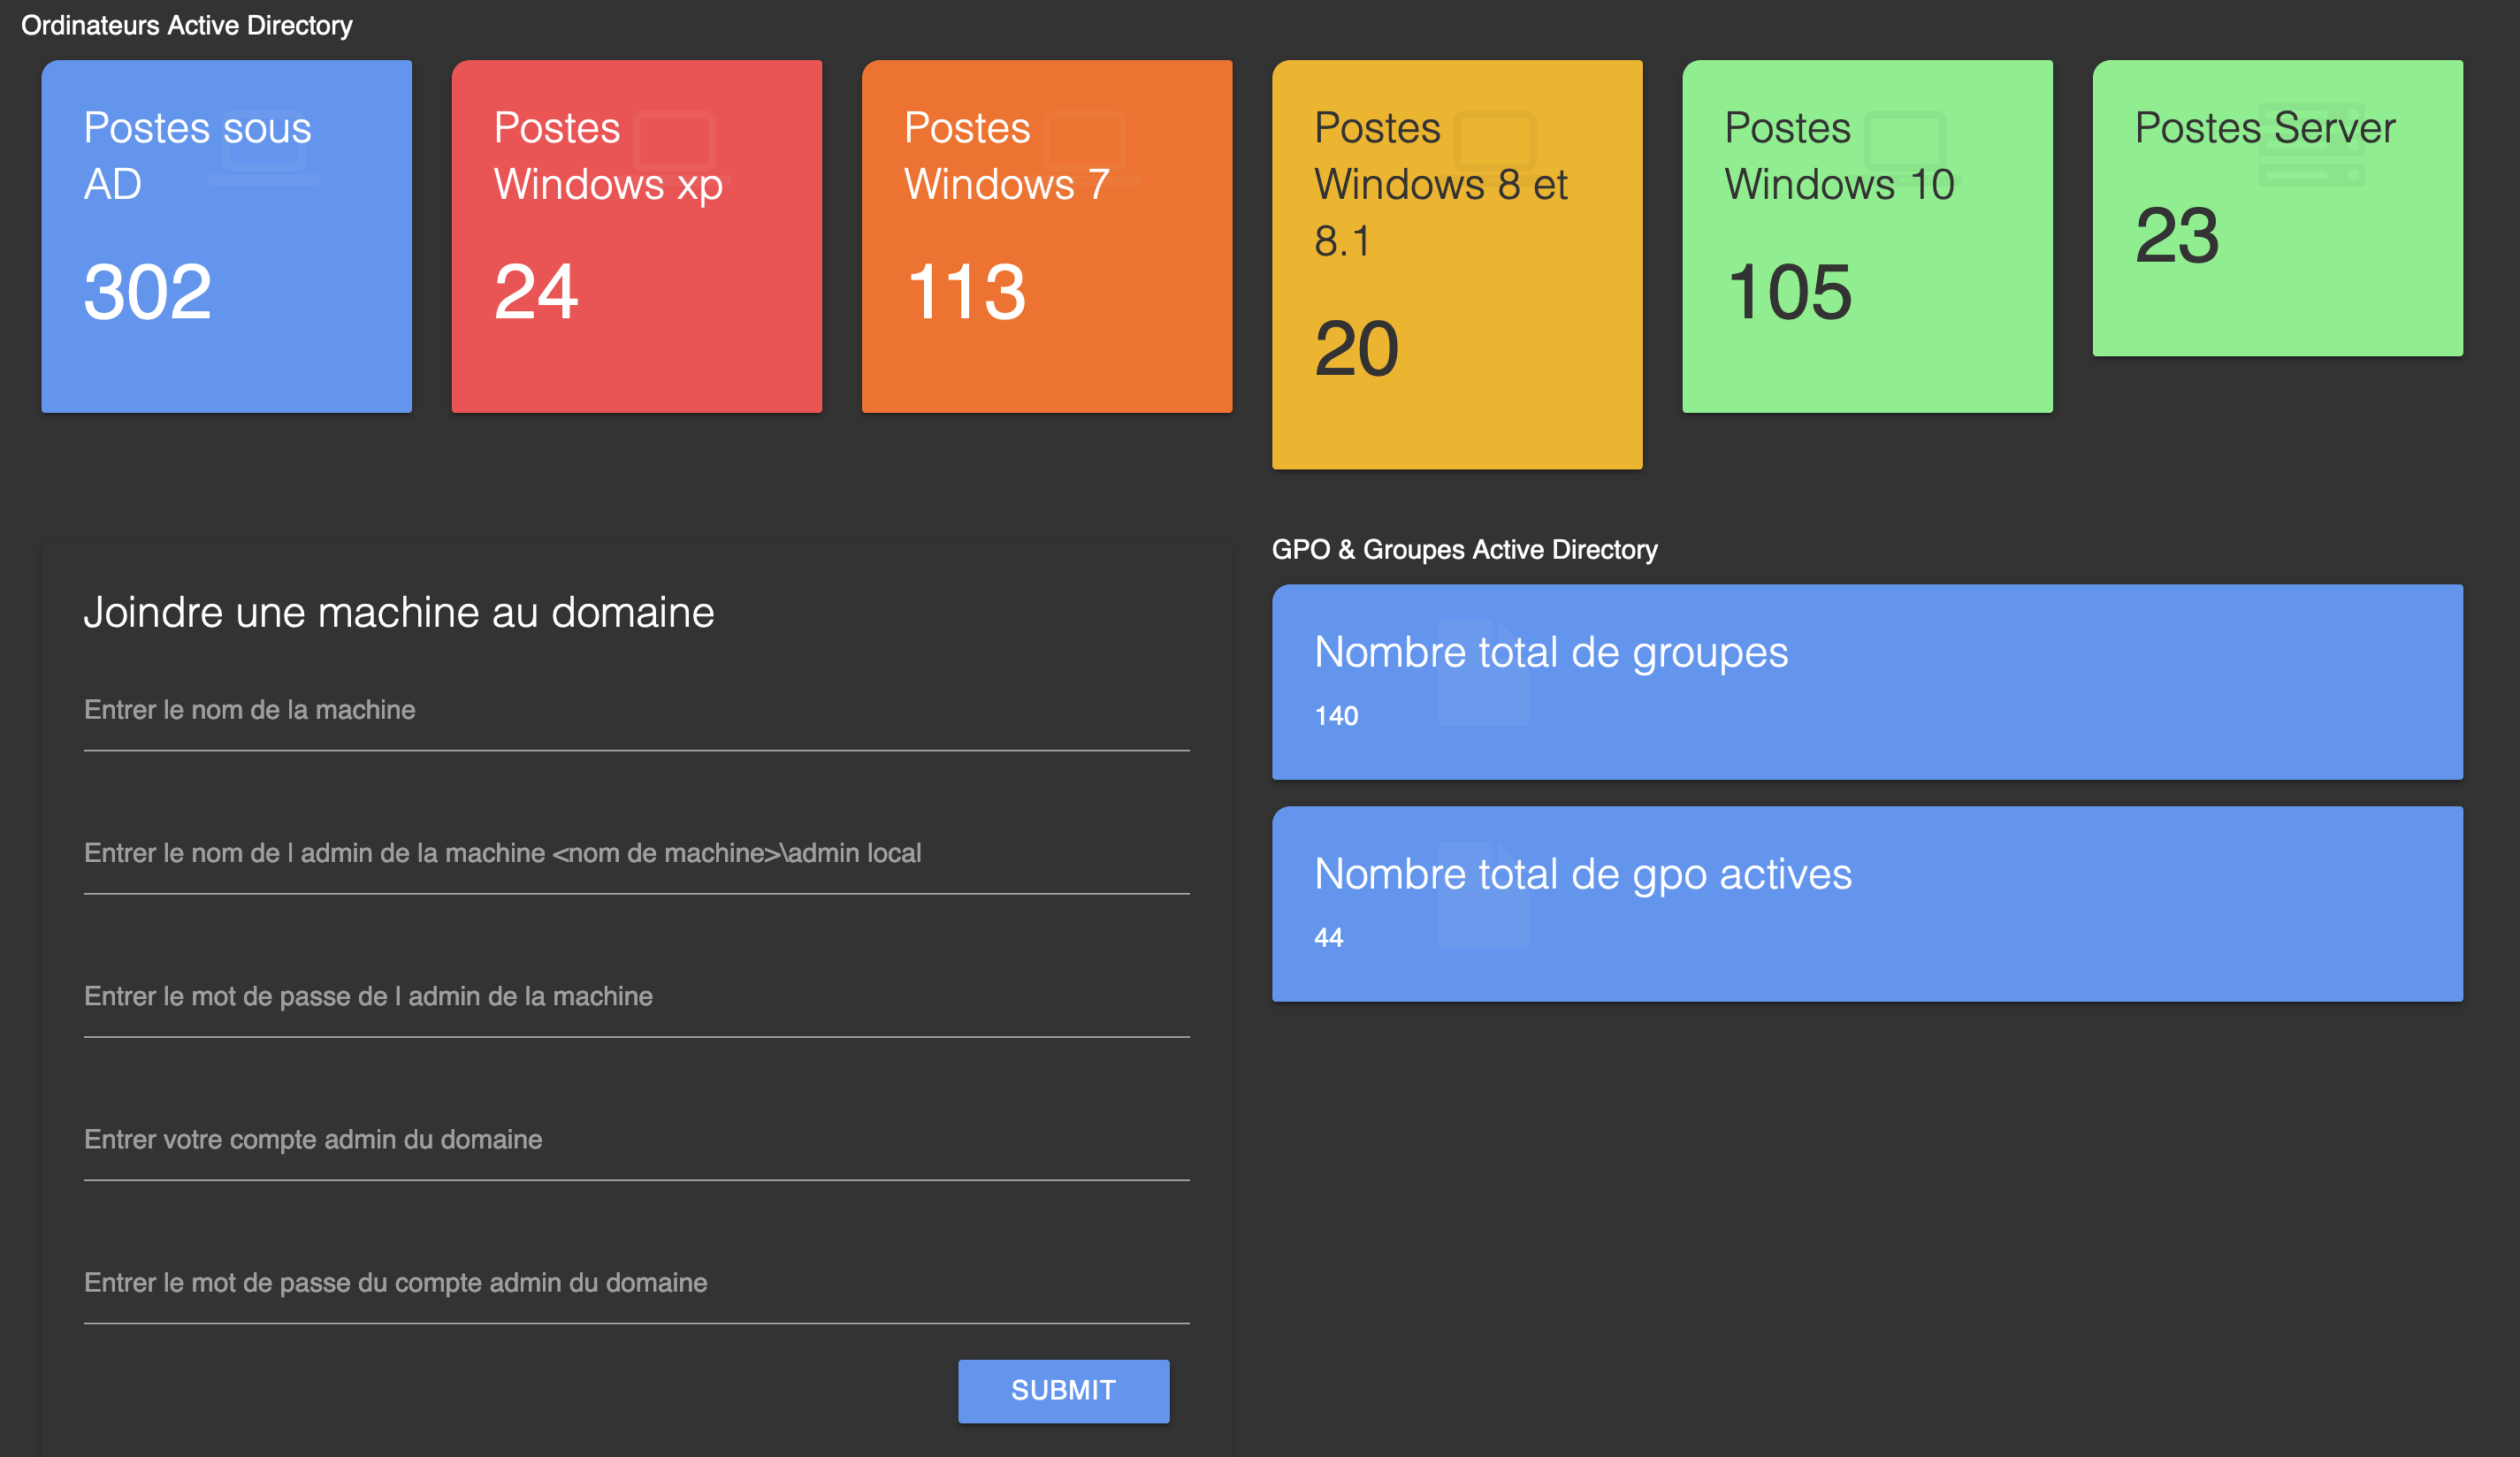 Ordinateurs Active Directory
Postes sous
AD
302
Postes
Windows xp
24
Postes
Windows 7
113
Postes
Windows 8 et
8.1
20
Postes
Windows 10
105
Postes Server
23
Joindre une machine au domaine
Entrer le nom de la machine
Entrer le nom de l admin de la machine <nom de machine>\admin local
Entrer le mot de passe de l admin de la machine
Entrer votre compte admin du domaine
Entrer le mot de passe du compte admin du domaine
SUBMIT
GPO & Groupes Active Directory
Nombre total de groupes
140
Nombre total de gpo actives
44